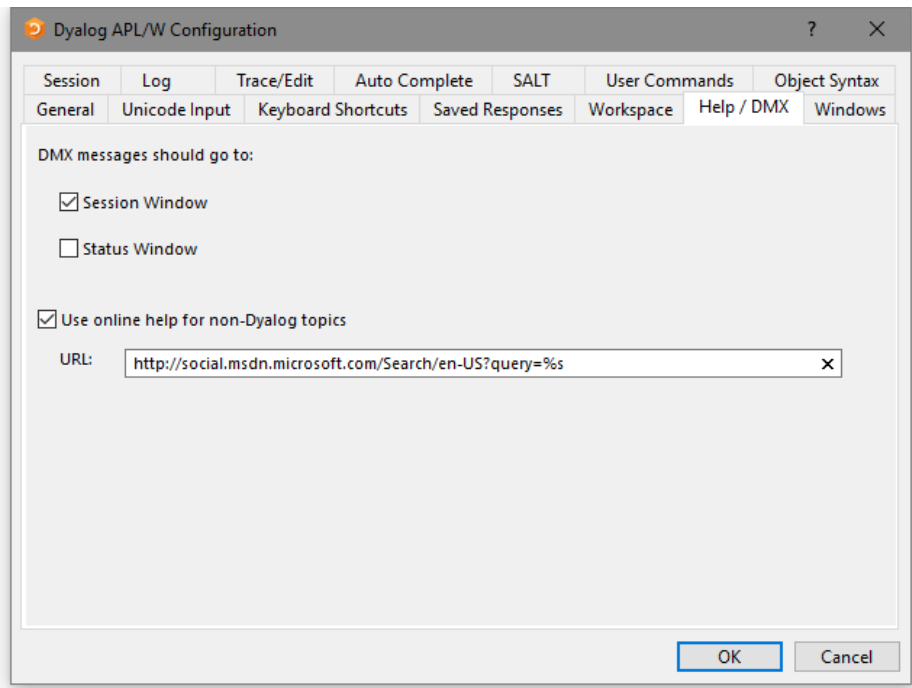 Dyalog APL/W Configuration
Session Log Trace/Edit Auto Complete SALT User Commands Object Syntax
General Unicode Input Keyboard Shortcuts Saved Responses Workspace Help / DMX Windows
DMX messages should go to:
Session Window
Status Window
Use online help for non-Dyalog topics
URL: http://social.msdn.microsoft.com/Search/en-US?query=%s
OK Cancel